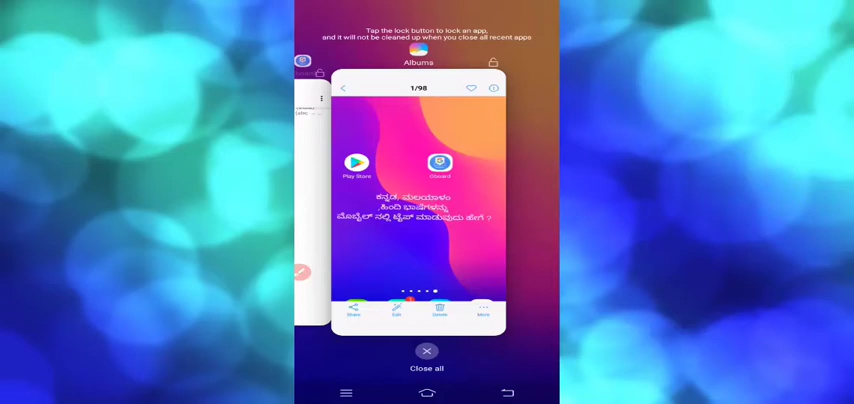 Tap the lock button to lock an app,
and it will not be cleaned up when you close all recent apps
Albums
1/98
Play Store
iBoard
ಕನ್ನಡ, ಮಲಯಾಳಂ
,ಹಿಂದಿ ಭಾಷೆಗಳನ್ನು
ಮೊಬೈಲ್ ನಲ್ಲಿ ಟೈಪ್ ಮಾಡುವುದು ಹೇಗೆ ?
Share
Edit
Delete
More
Close all